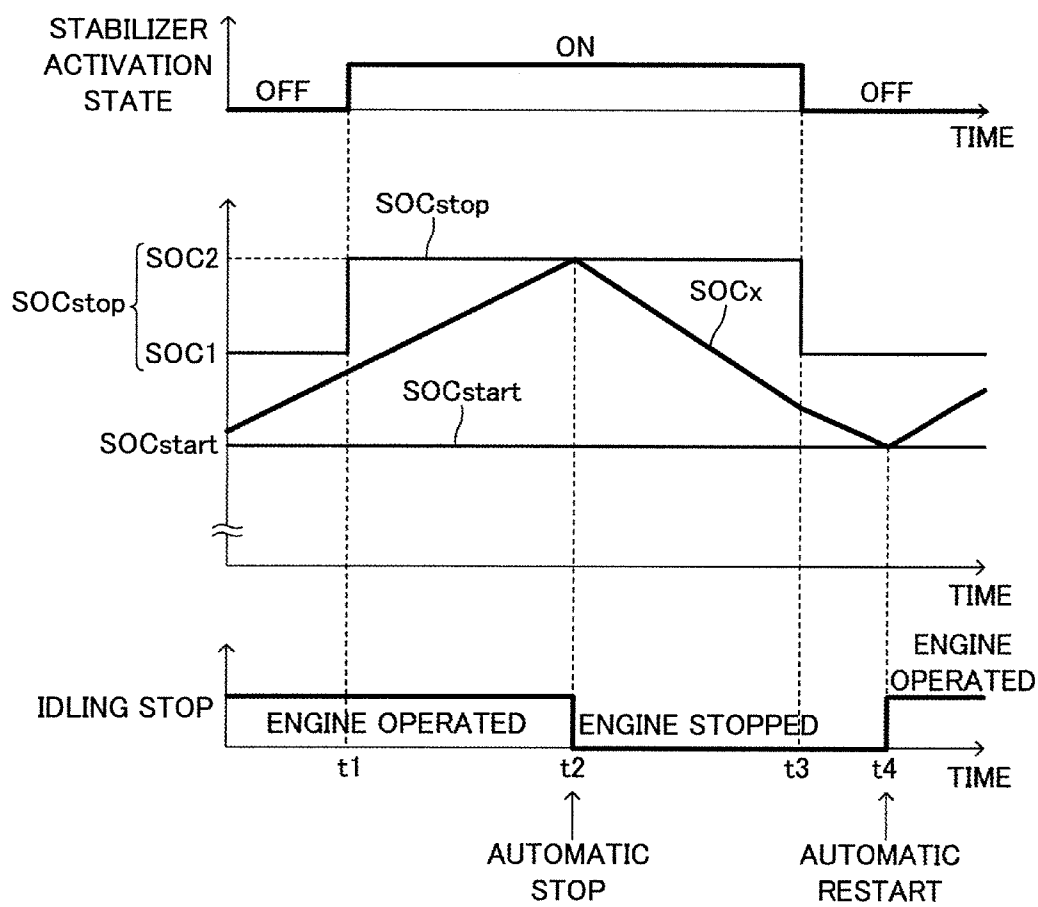 STABILIZER
ACTIVATION
STATE
OFF
ON
OFF
TIME
SOCstop
SOCstop
SOC2
SOC1
SOCx
SOCstart
SOCstart
TIME
IDLING STOP
ENGINE OPERATED
ENGINE STOPPED
ENGINE
OPERATED
t1
t2
t3
t4
TIME
AUTOMATIC
STOP
AUTOMATIC
RESTART